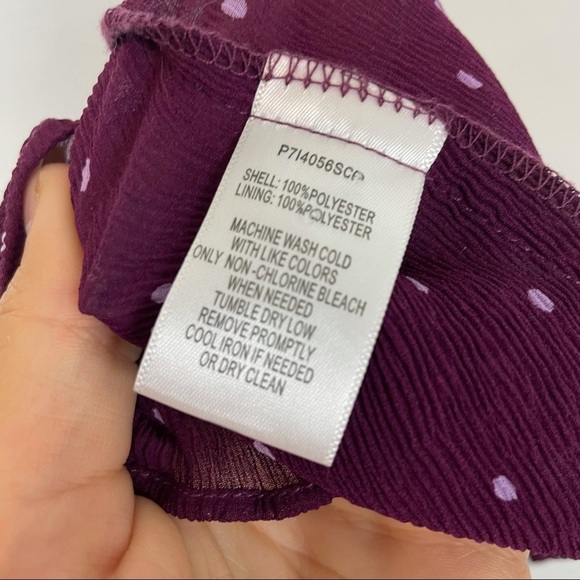 P7I4056SCP
SHELL: 100%POLYESTER
LINING: 100%POLYESTER
MACHINE WASH COLD
WITH LIKE COLORS
ONLY NON-CHLORINE BLEACH
WHEN NEEDED
TUMBLE DRY LOW
REMOVE PROMPTLY
COOL IRON IF NEEDED
OR DRY CLEAN